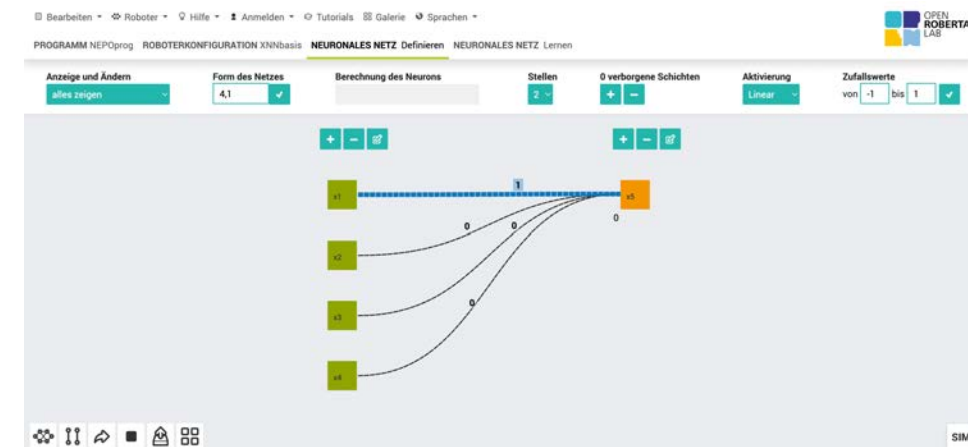 Bearbeiten Roboter Hilfe Anmelden Tutorials Galerie Sprachen
OPEN
ROBERTA
LAB
PROGRAMM NEPOprog ROBOTERKONFIGURATION XNNbasis NEURONALES NETZ Definieren NEURONALES NETZ Lernen
Anzeige und Ändern Form des Netzes Berechnung des Neurons Stellen 0 verborgene Schichten Aktivierung Zufallswerte
alles zeigen 4,1 2 + - Linear von -1 bis 1
+ - + -
1
x1 x5
0 0 0
x2
x3 0
x4
SIM